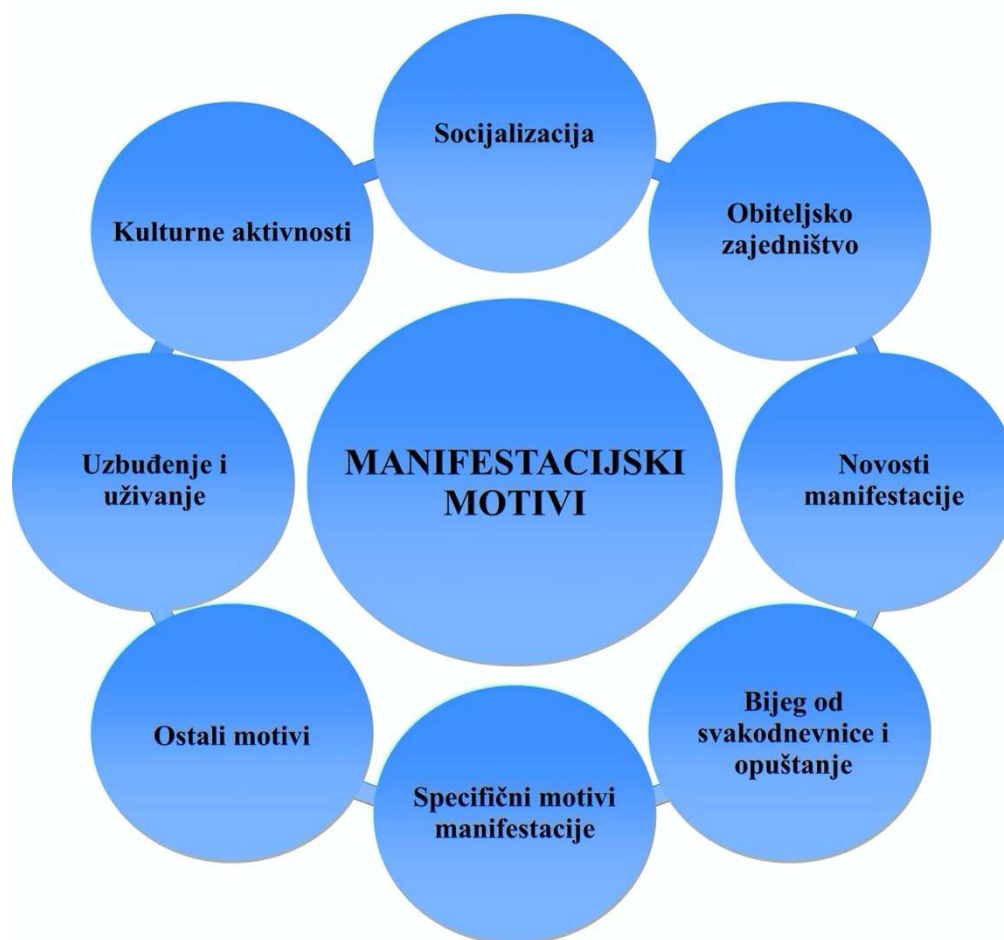 Socijalizacija
Obiteljsko
zajedništvo
Kulturne aktivnosti
Novosti
manifestacije
Uzbuđenje i
uživanje
MANIFESTACIJSKI
MOTIVI
Bijeg od
svakodnevnice i
opuštanje
Ostali motivi
Specifični motivi
manifestacije